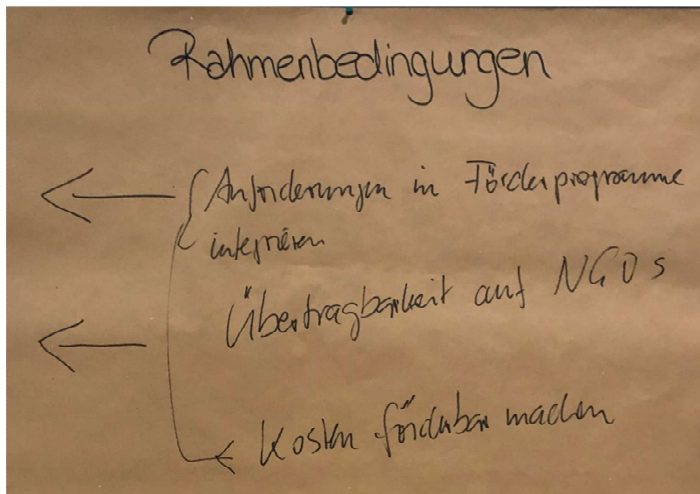 Rahmenbedingungen
Anforderungen in Förderprogramme
integrieren
Übertragbarkeit auf NGOs
Kosten förderbar machen